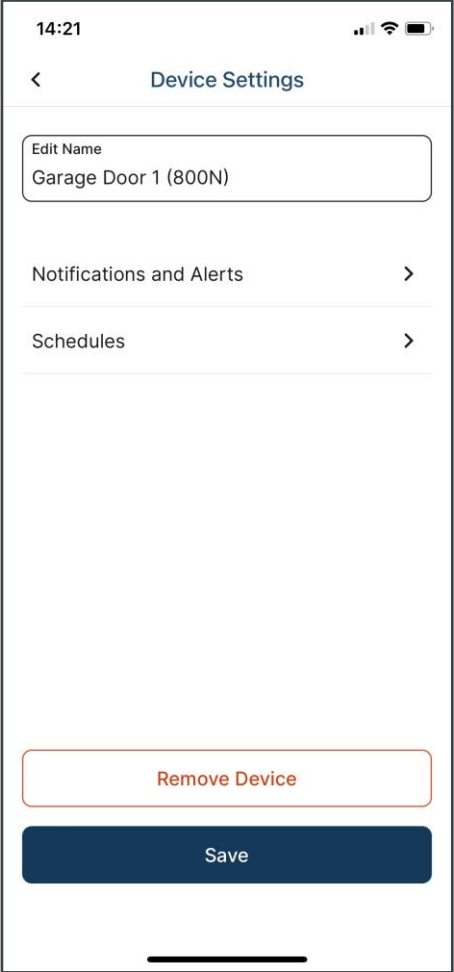 14:21
Device Settings
Edit Name
Garage Door 1 (800N)
Notifications and Alerts
Schedules
Remove Device
Save